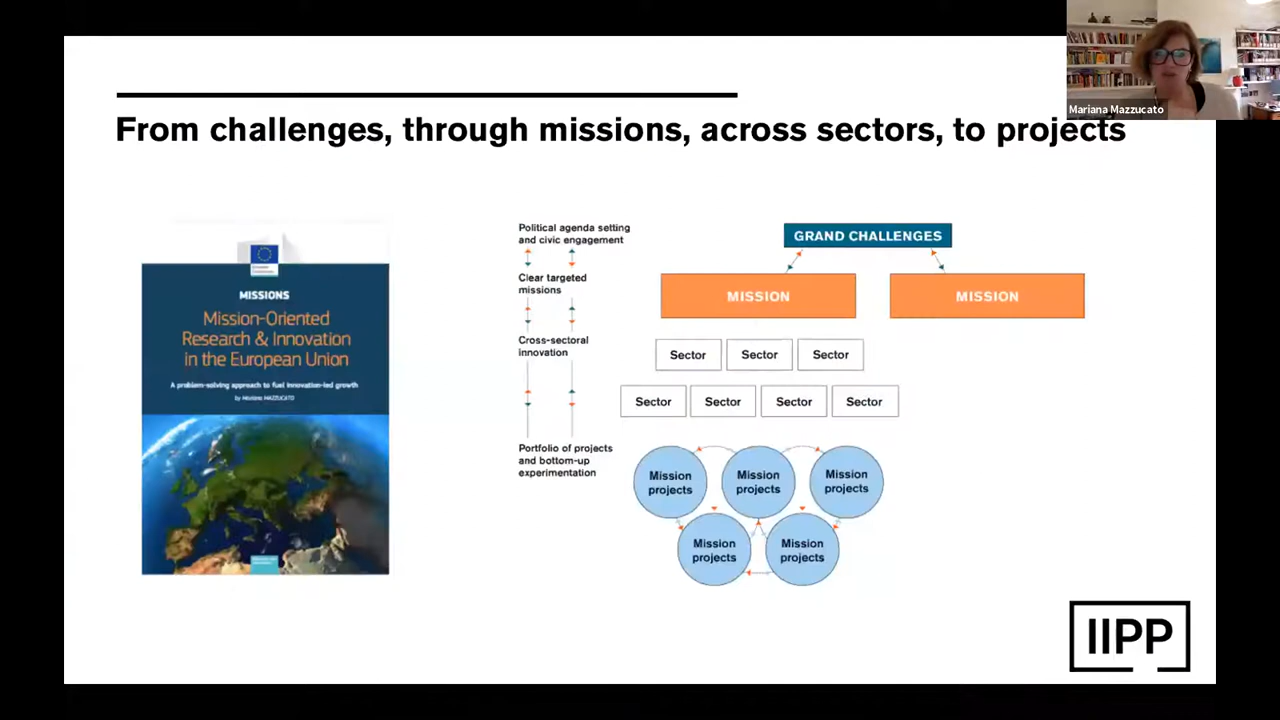 Mariana Mazzucato
From challenges, through missions, across sectors, to projects
MISSIONS
Mission-Oriented
Research & Innovation
in the European Union
A problem-solving approach to fuel innovation-led growth
by Mariana MAZZUCATO
Political agenda setting
and civic engagement
Clear targeted
missions
Cross-sectoral
innovation
Portfolio of projects
and bottom-up
experimentation
GRAND CHALLENGES
MISSION
MISSION
Sector
Sector
Sector
Sector
Sector
Sector
Sector
Mission
projects
Mission
projects
Mission
projects
Mission
projects
Mission
projects
IIPP